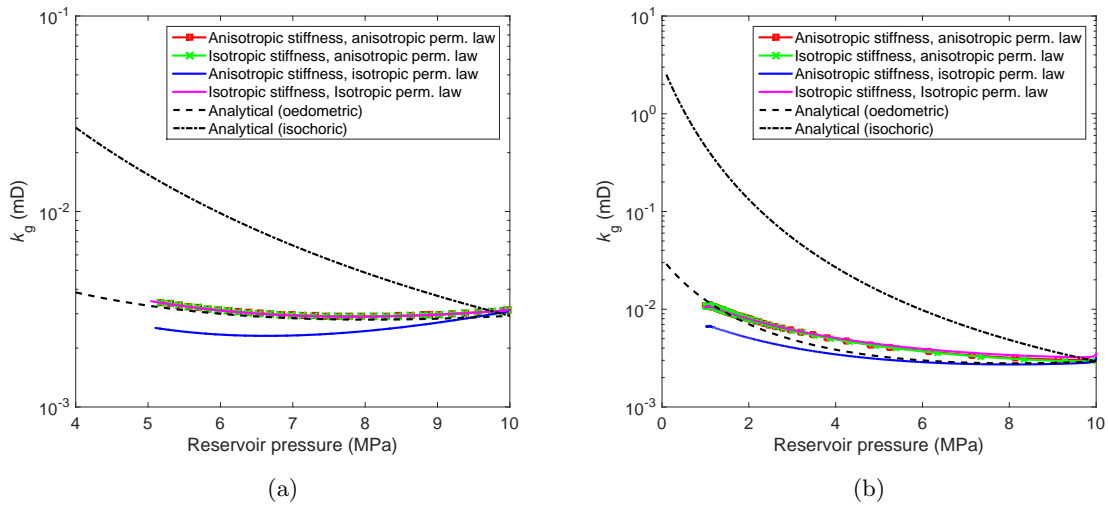 10^-1
10^-2
10^-3
k_g (mD)
Anisotropic stiffness, anisotropic perm. law
Isotropic stiffness, anisotropic perm. law
Anisotropic stiffness, isotropic perm. law
Isotropic stiffness, Isotropic perm. law
Analytical (oedometric)
Analytical (isochoric)
4 5 6 7 8 9 10
Reservoir pressure (MPa)
(a)
10^1
10^0
10^-1
10^-2
10^-3
k_g (mD)
Anisotropic stiffness, anisotropic perm. law
Isotropic stiffness, anisotropic perm. law
Anisotropic stiffness, isotropic perm. law
Isotropic stiffness, Isotropic perm. law
Analytical (oedometric)
Analytical (isochoric)
0 2 4 6 8 10
Reservoir pressure (MPa)
(b)